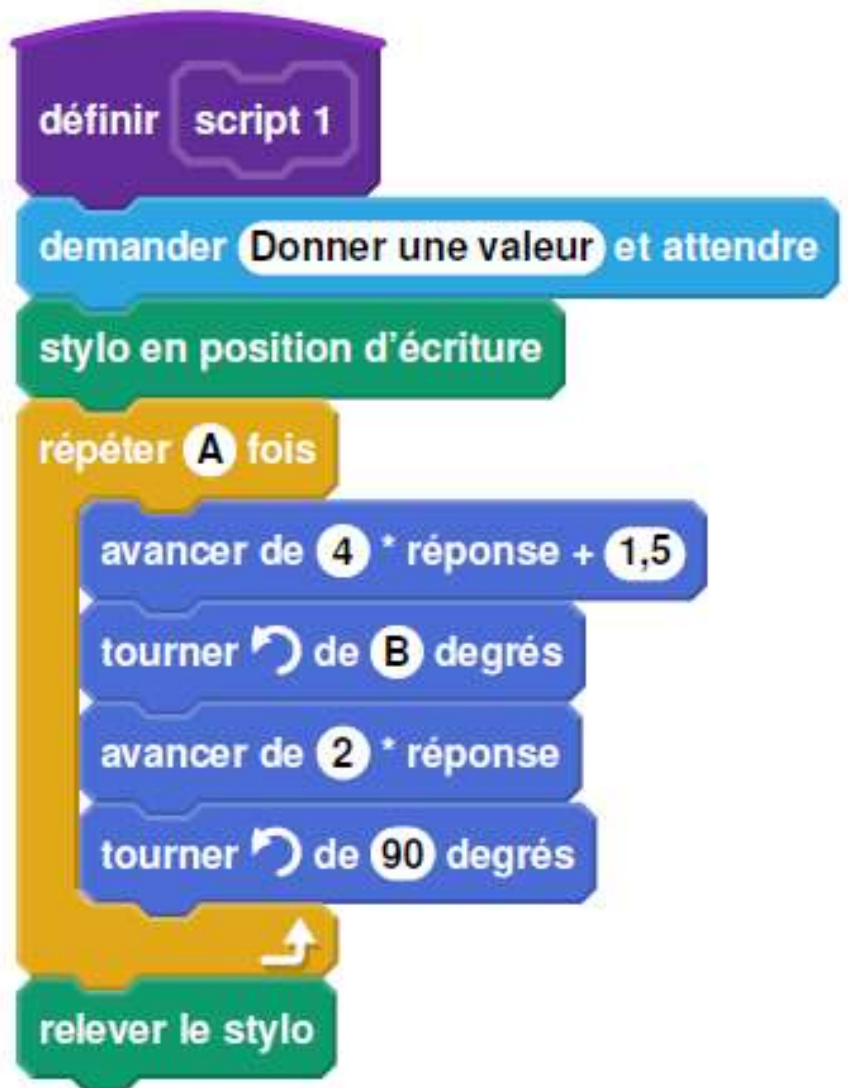 définir script 1
demander Donner une valeur et attendre
stylo en position d'écriture
répéter A fois
avancer de 4 * réponse + 1,5
tourner de B degrés
avancer de 2 * réponse
tourner de 90 degrés
relever le stylo